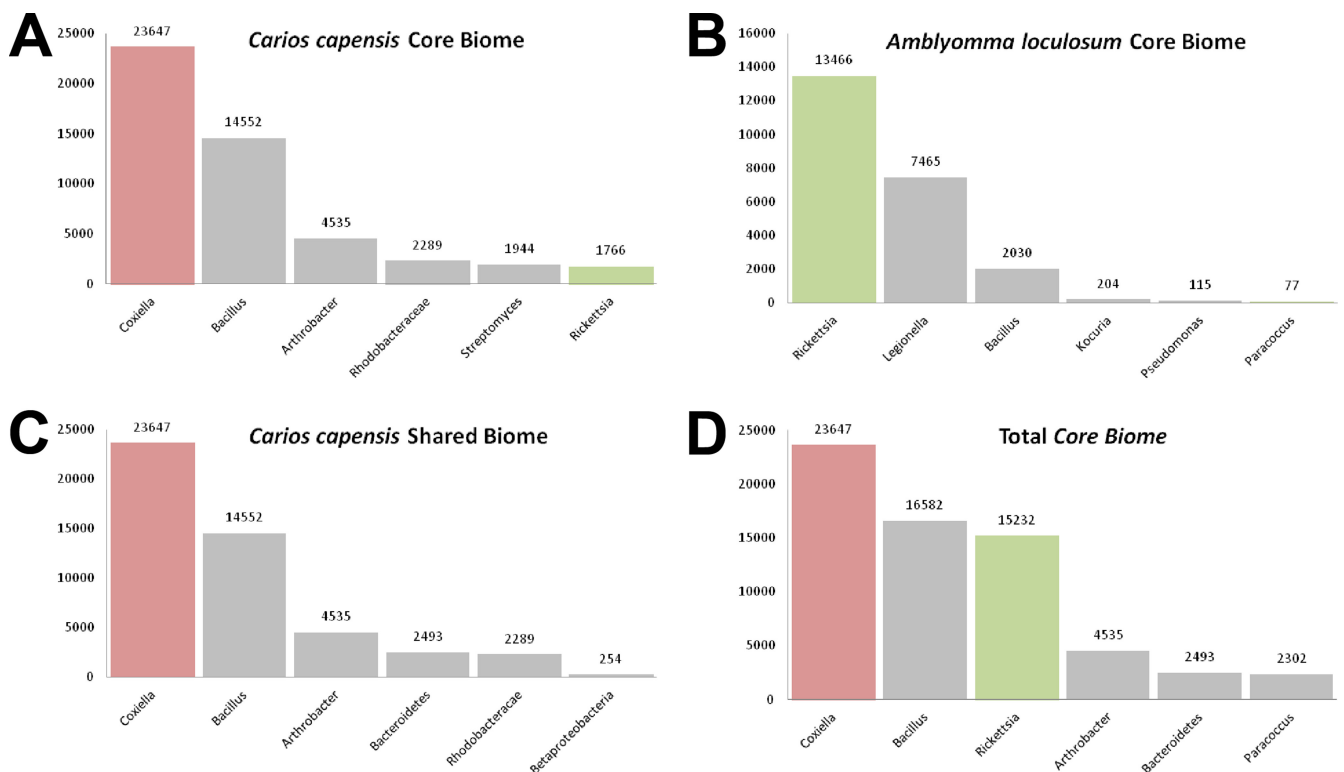 A
Carios capensis Core Biome
25000
20000
15000
10000
5000
0
23647
14552
4535
2289
1944
1766
Coxiella
Bacillus
Arthrobacter
Rhodobacteraceae
Streptomyces
Rickettsia
B
Amblyomma loculosum Core Biome
16000
14000
12000
10000
8000
6000
4000
2000
0
13466
7465
2030
204
115
77
Rickettsia
Legionella
Bacillus
Kocuria
Pseudomonas
Paracoccus
C
Carios capensis Shared Biome
25000
20000
15000
10000
5000
0
23647
14552
4535
2493
2289
254
Coxiella
Bacillus
Arthrobacter
Bacteroidetes
Rhodobacteracae
Betaproteobacteria
D
Total Core Biome
25000
20000
15000
10000
5000
0
23647
16582
15232
4535
2493
2302
Coxiella
Bacillus
Rickettsia
Arthrobacter
Bacteroidetes
Paracoccus